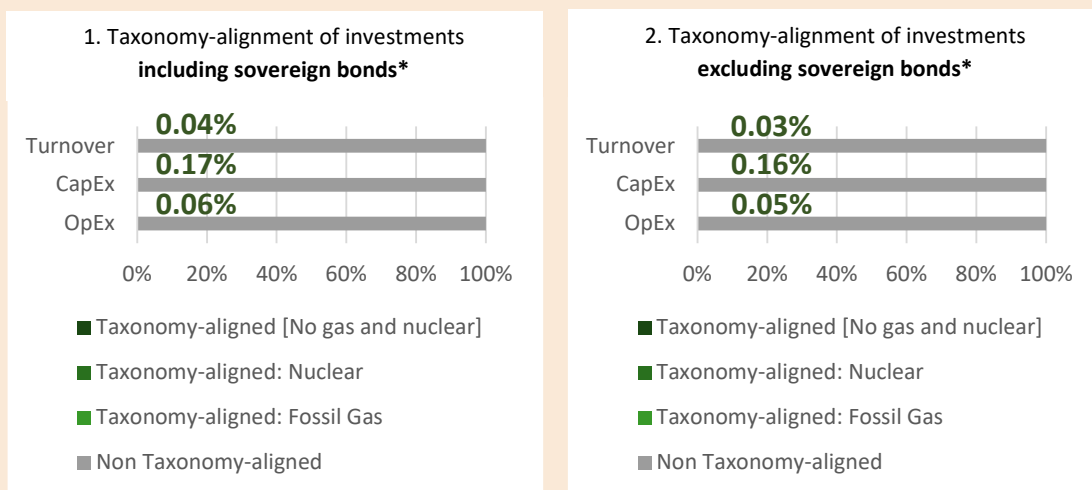 1. Taxonomy-alignment of investments
including sovereign bonds*
0.04%
Turnover
0.17%
CapEx
0.06%
OpEx
0% 20% 40% 60% 80% 100%
Taxonomy-aligned [No gas and nuclear]
Taxonomy-aligned: Nuclear
Taxonomy-aligned: Fossil Gas
Non Taxonomy-aligned
2. Taxonomy-alignment of investments
excluding sovereign bonds*
0.03%
Turnover
0.16%
CapEx
0.05%
OpEx
0% 20% 40% 60% 80% 100%
Taxonomy-aligned [No gas and nuclear]
Taxonomy-aligned: Nuclear
Taxonomy-aligned: Fossil Gas
Non Taxonomy-aligned